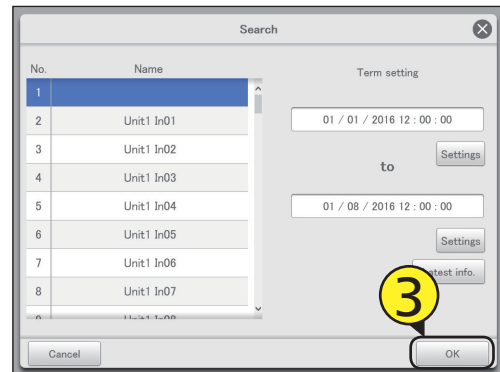 Search
No. Name
1
2 Unit1 In01
3 Unit1 In02
4 Unit1 In03
5 Unit1 In04
6 Unit1 In05
7 Unit1 In06
8 Unit1 In07
Term setting
01 / 01 / 2016 12 : 00 : 00
Settings
to
01 / 08 / 2016 12 : 00 : 00
Settings
info.
3
Cancel
OK